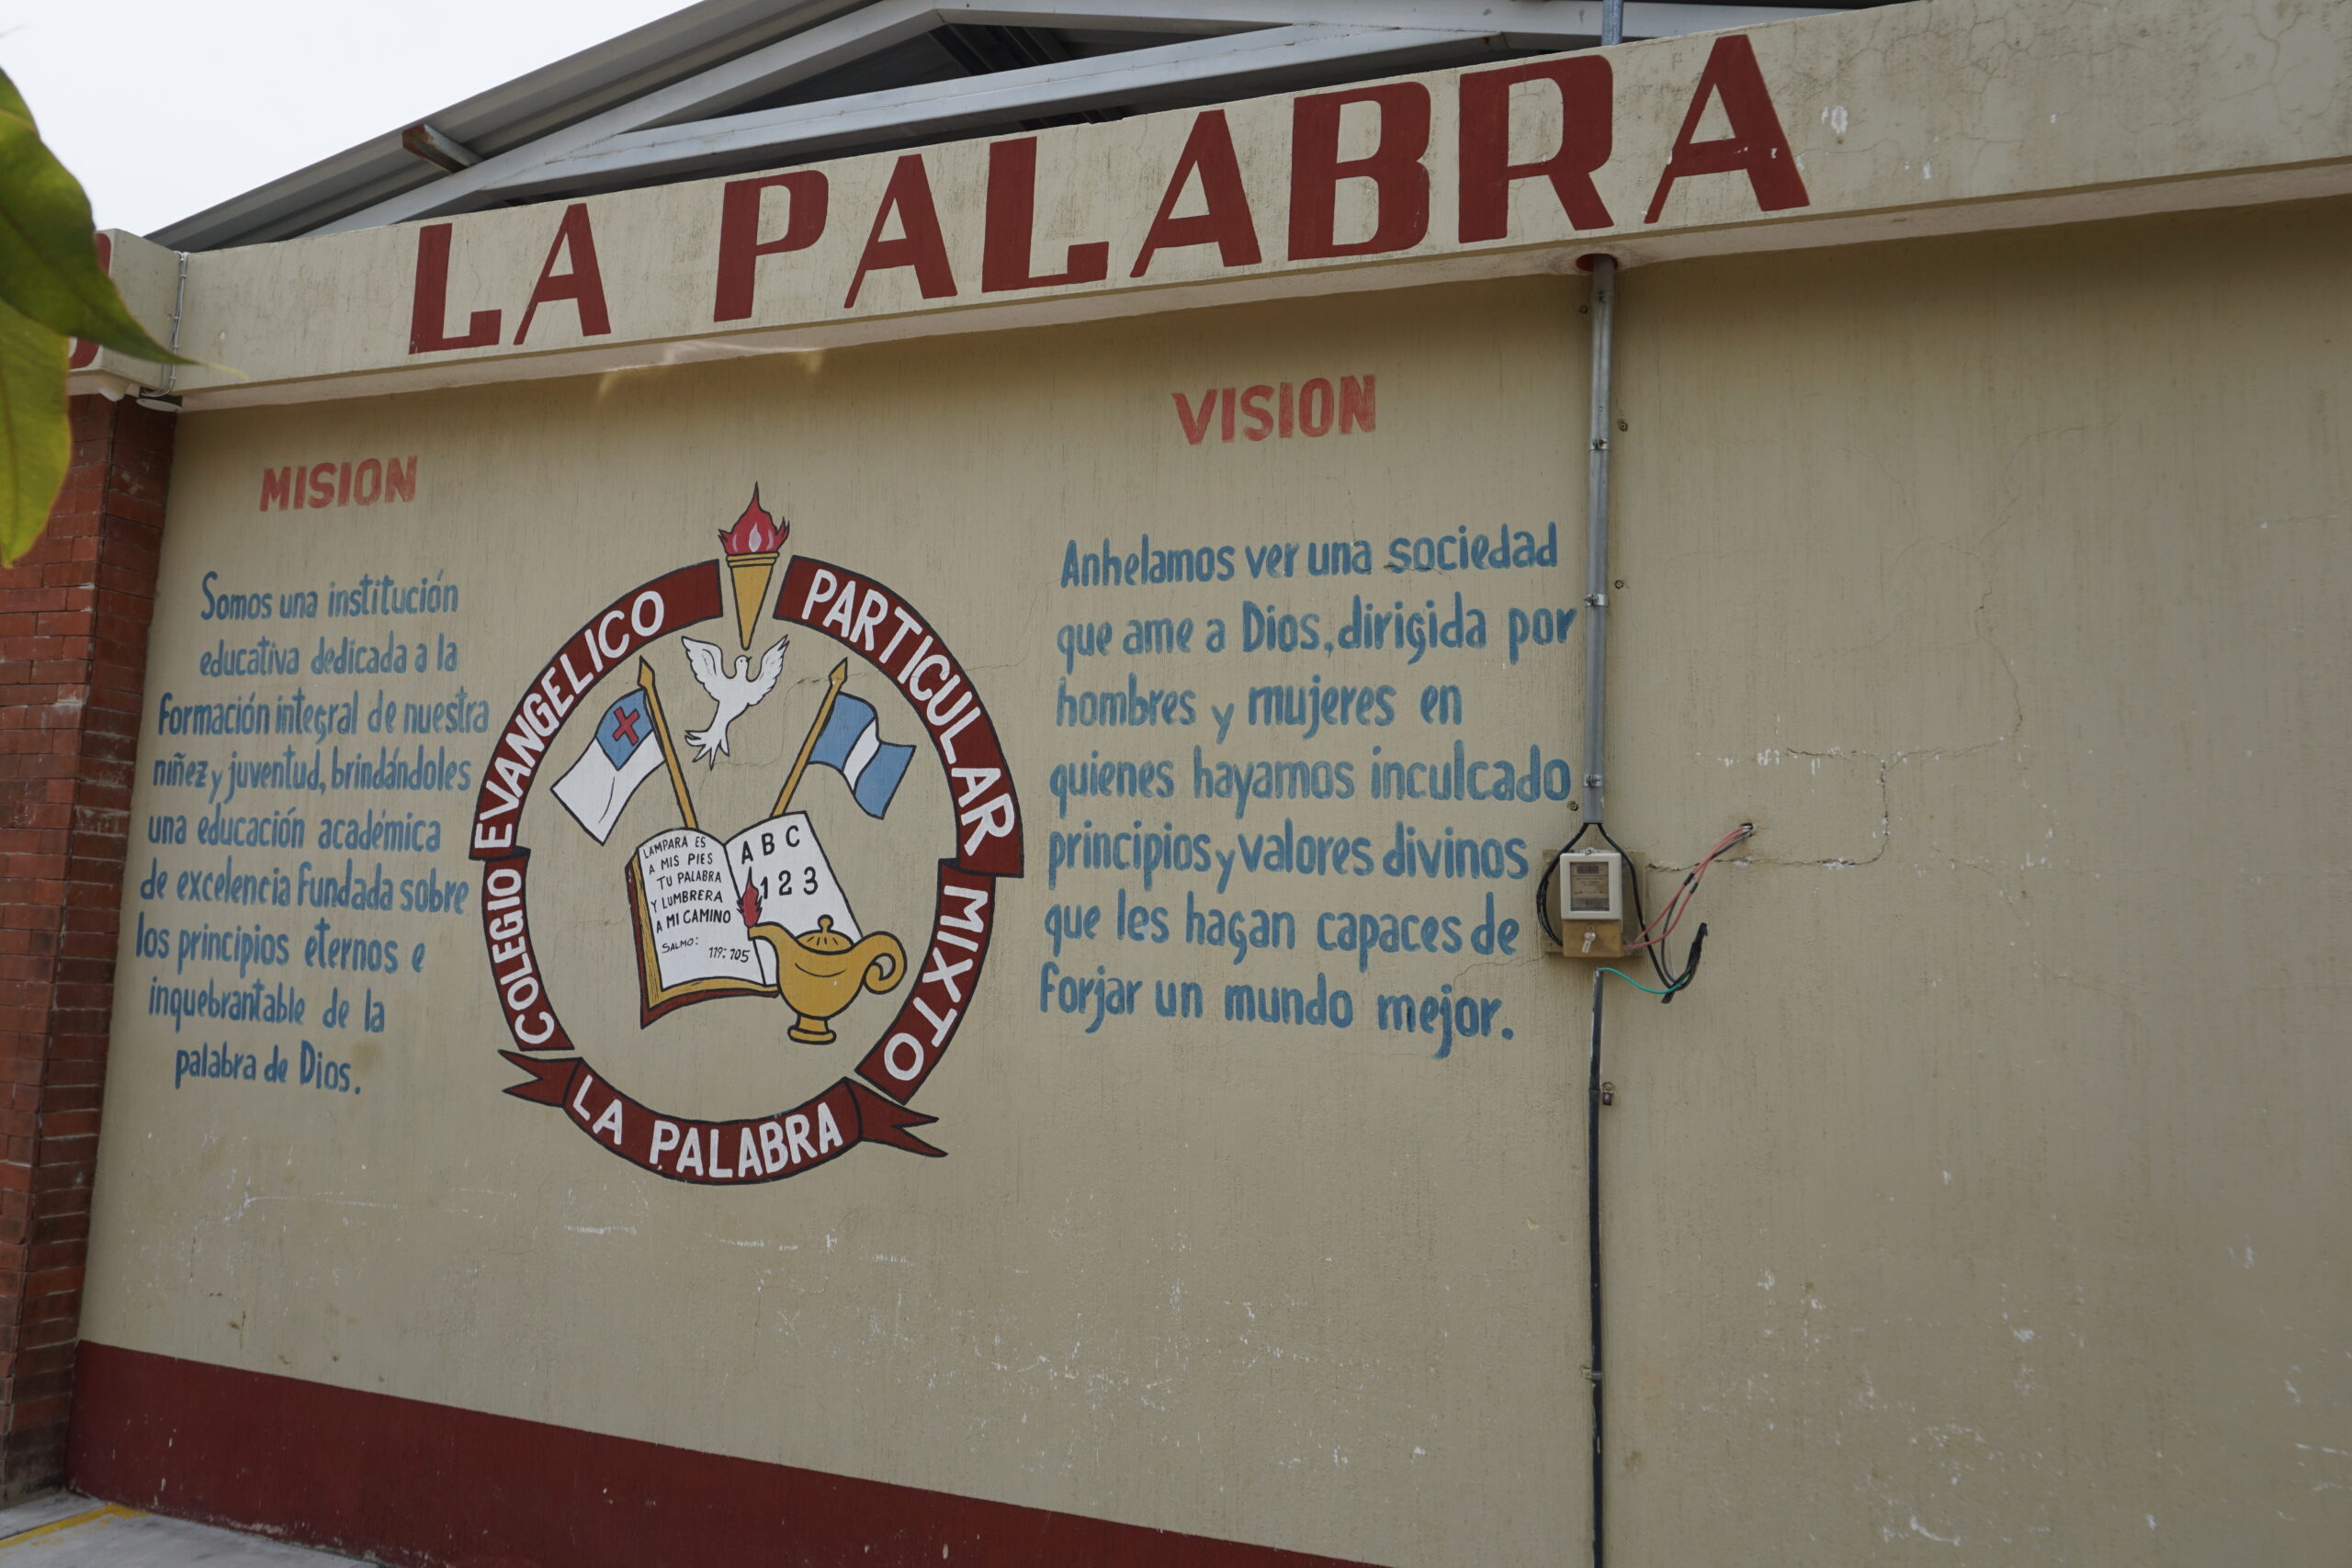 LA PALABRA
MISION
Somos una institución
educativa dedicada a la
formación integral de nuestra
niñez y juventud, brindándoles
una educación académica
de excelencia fundada sobre
los principios eternos e
inquebrantable de la
palabra de Dios.
COLEGIO EVANGELICO
PARTICULAR MIXTO
LA PALABRA
LAMPARA ES
A MIS PIES
TU PALABRA
Y LUMBRERA
A MI CAMINO
SALMO: 119:105
A B C
1 2 3
VISION
Anhelamos ver una sociedad
que ame a Dios, dirigida por
hombres y mujeres en
quienes hayamos inculcado
principios y valores divinos
que les hagan capaces de
forjar un mundo mejor.